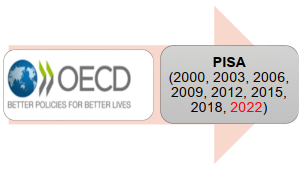 OECD
BETTER POLICIES FOR BETTER LIVES
PISA
(2000, 2003, 2006,
2009, 2012, 2015,
2018, 2022)